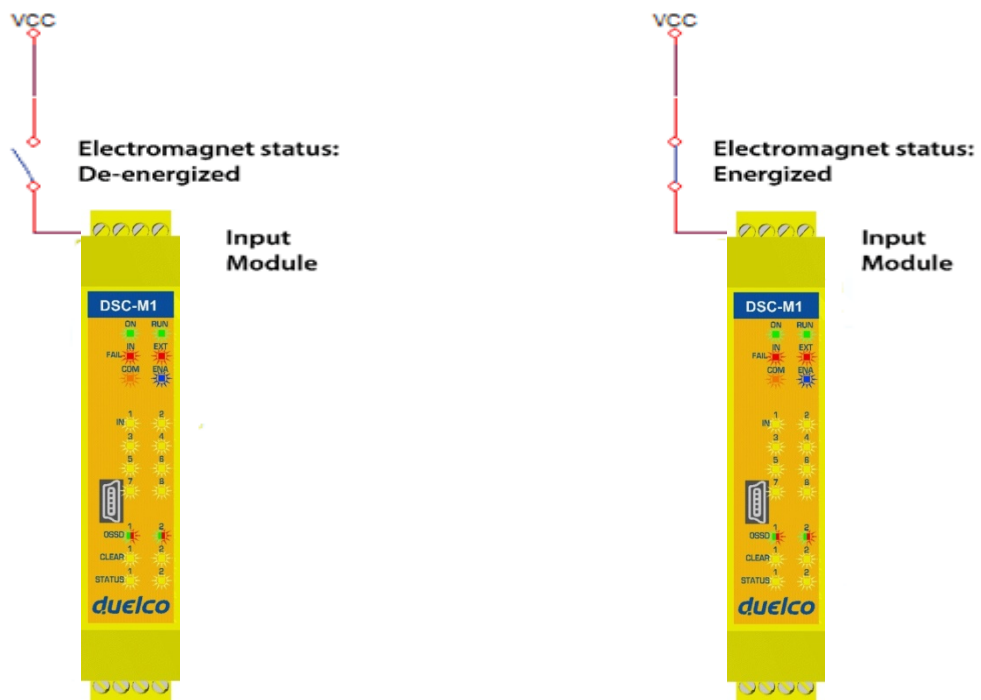 VCC
Electromagnet status:
De-energized
Input
Module
DSC-M1
ON RUN
IN EXT
FAIL
COM ENA
1 2
IN
3 4
5 6
7 8
1 2
OSSD
1 2
CLEAR
1 2
STATUS
duelco
VCC
Electromagnet status:
Energized
Input
Module
DSC-M1
ON RUN
IN EXT
FAIL
COM ENA
1 2
IN
3 4
5 6
7 8
1 2
OSSD
1 2
CLEAR
1 2
STATUS
duelco